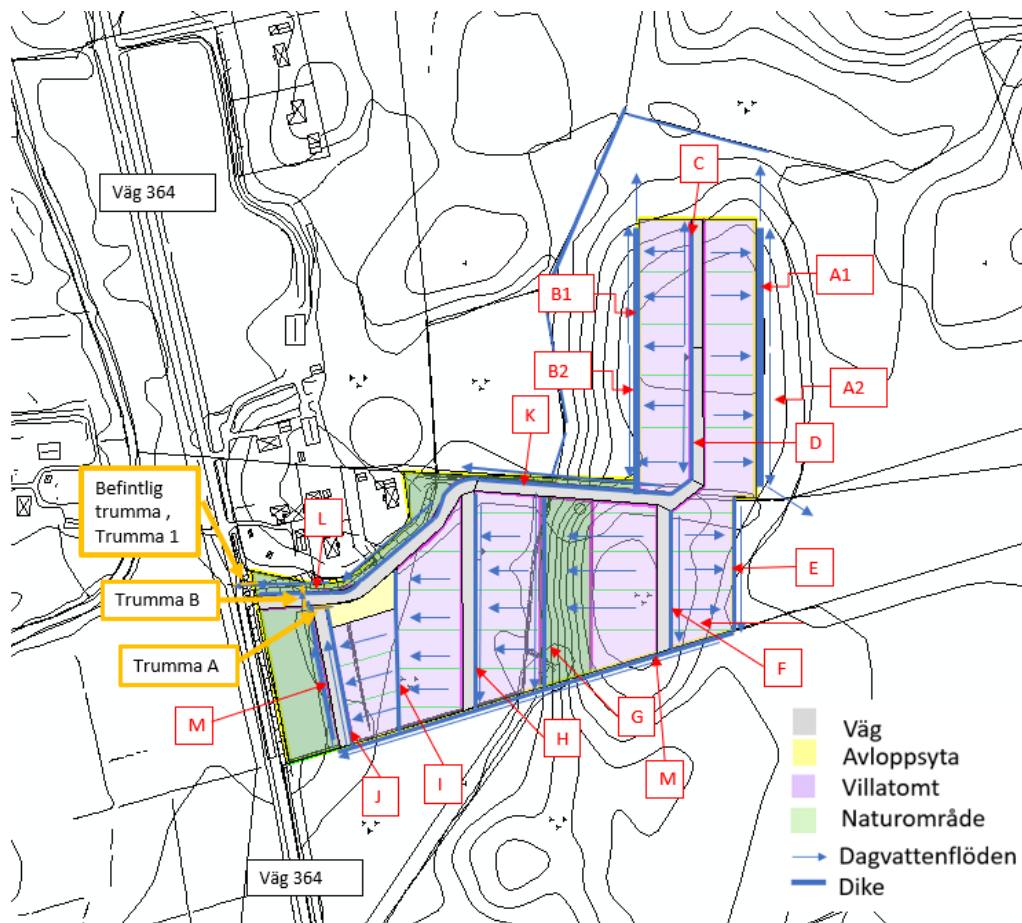 Väg 364
C
A1
B1
B2
A2
K
D
Befintlig
trumma ,
Trumma 1
L
Trumma B
E
Trumma A
F
M
G
H
I
J
M
Väg 364
Väg
Avloppsyta
Villatomt
Naturområde
Dagvattenflöden
Dike